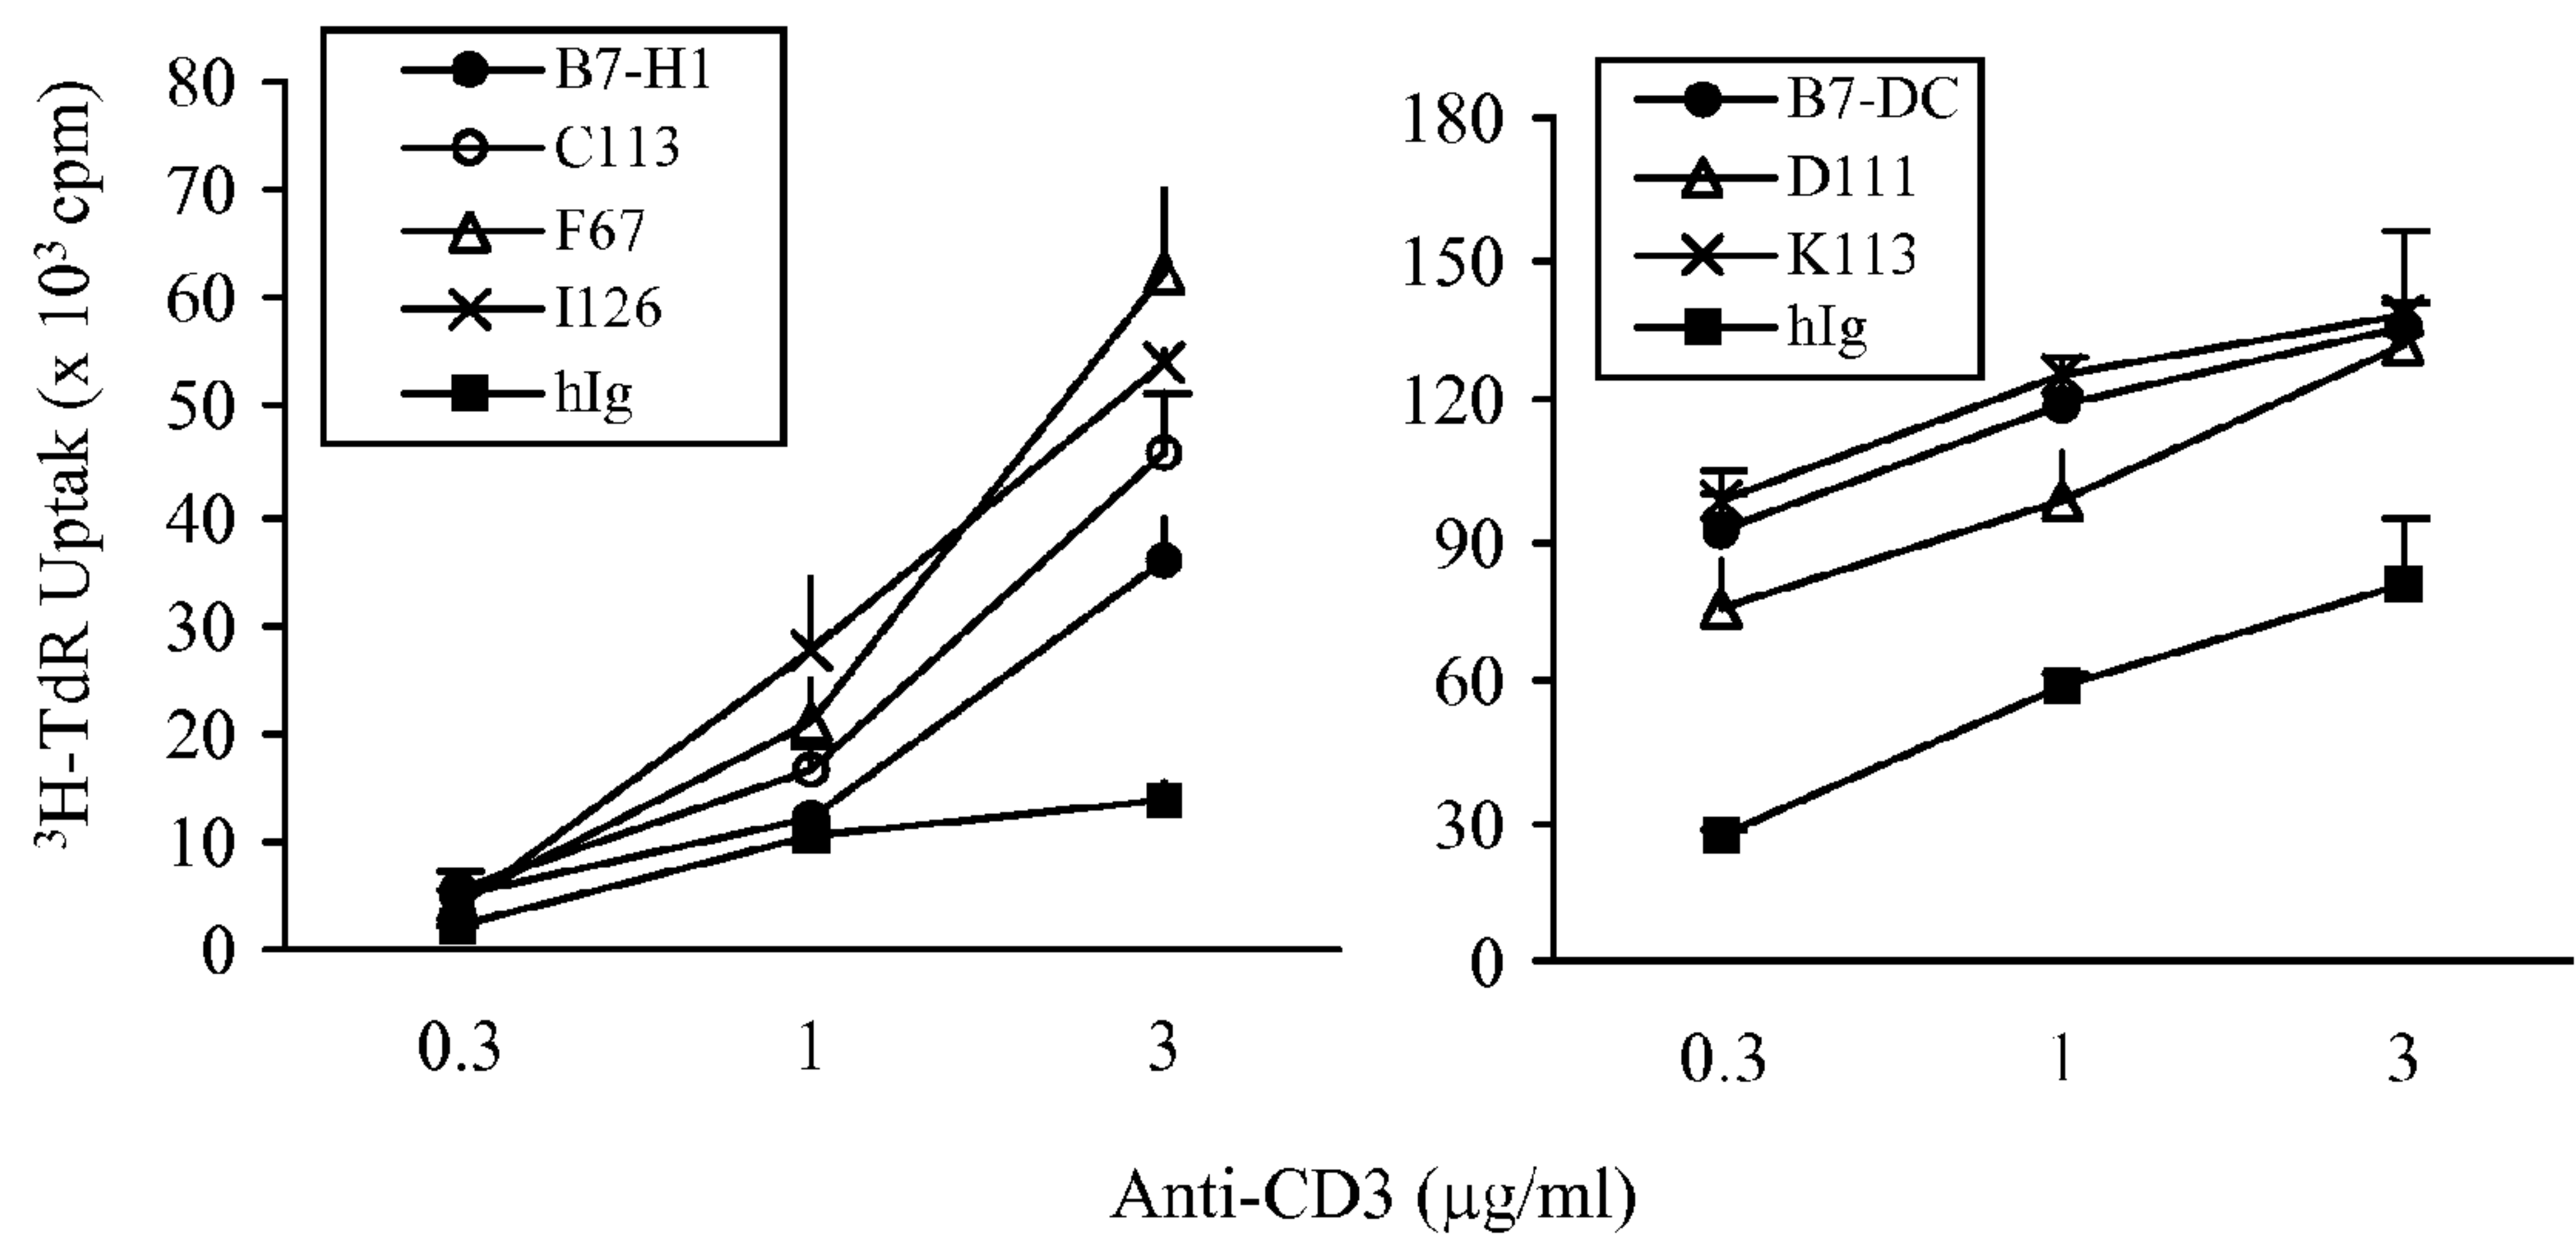 ³H-TdR Uptak (x 10³ cpm)
80
70
60
50
40
30
20
10
0
B7-H1
C113
F67
I126
hIg
0.3 1 3
180
150
120
90
60
30
0
B7-DC
D111
K113
hIg
0.3 1 3
Anti-CD3 (μg/ml)